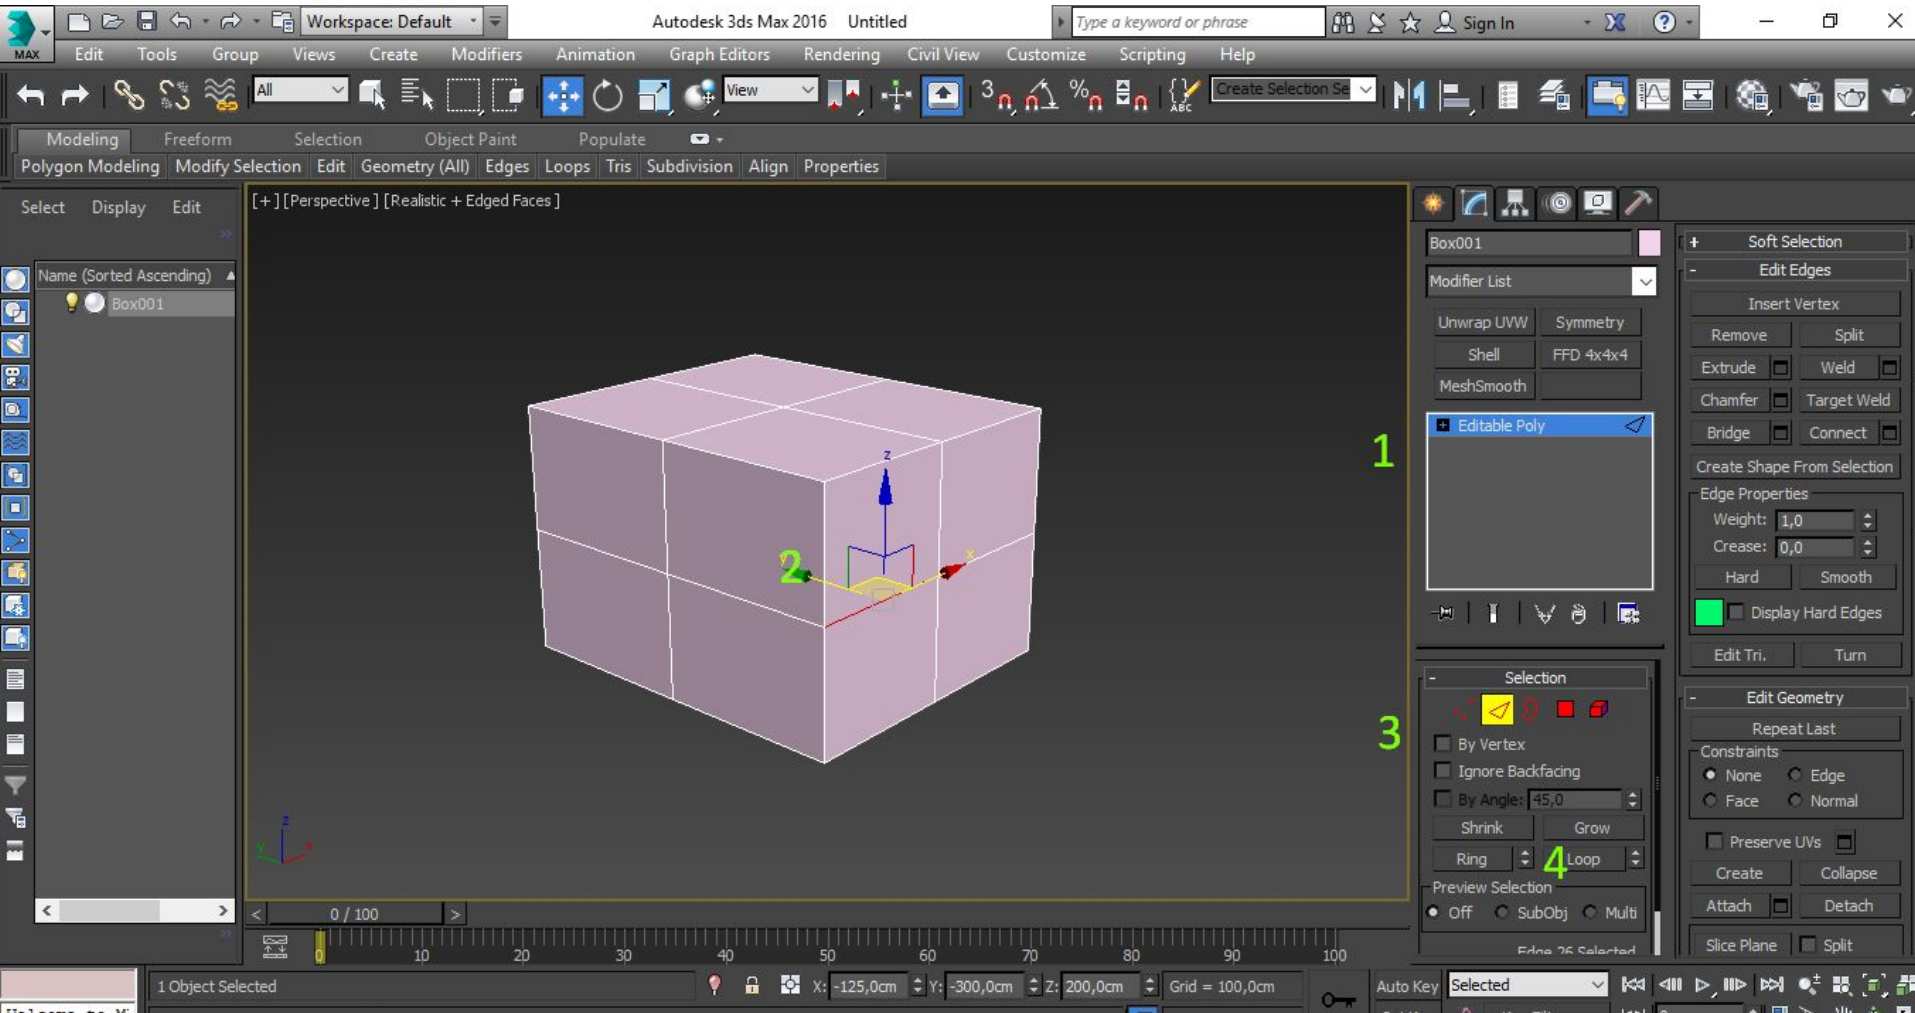 Workspace: Default
Autodesk 3ds Max 2016 Untitled
Type a keyword or phrase
Sign In
MAX
Edit Tools Group Views Create Modifiers Animation Graph Editors Rendering Civil View Customize Scripting Help
All
View
3
%
ABC
Create Selection Se
Modeling Freeform Selection Object Paint Populate
Polygon Modeling Modify Selection Edit Geometry (All) Edges Loops Tris Subdivision Align Properties
Select Display Edit
Name (Sorted Ascending)
Box001
[+] [Perspective] [Realistic + Edged Faces]
z
x
2
z
y
x
1
3
4
Box001
Modifier List
Unwrap UVW Symmetry
Shell FFD 4x4x4
MeshSmooth
Editable Poly
- Selection
By Vertex
Ignore Backfacing
By Angle: 45,0
Shrink Grow
Ring Loop
Preview Selection
Off SubObj Multi
Edge 26 Selected
+ Soft Selection
- Edit Edges
Insert Vertex
Remove Split
Extrude Weld
Chamfer Target Weld
Bridge Connect
Create Shape From Selection
Edge Properties
Weight: 1,0
Crease: 0,0
Hard Smooth
Display Hard Edges
Edit Tri. Turn
- Edit Geometry
Repeat Last
Constraints
None Edge
Face Normal
Preserve UVs
Create Collapse
Attach Detach
Slice Plane Split
< 0 / 100 >
0 10 20 30 40 50 60 70 80 90 100
1 Object Selected
X: -125,0cm Y: -300,0cm Z: 200,0cm Grid = 100,0cm
Auto Key Selected
Welcome to M